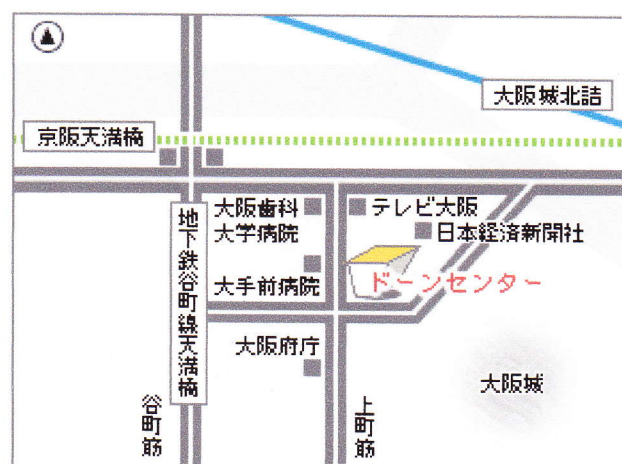 大阪城北詰
京阪天満橋
大阪歯科
大学病院
テレビ大阪
日本経済新聞社
地下鉄谷町線天満橋
大手前病院
ドーンセンター
大阪府庁
大阪城
谷町筋
上町筋